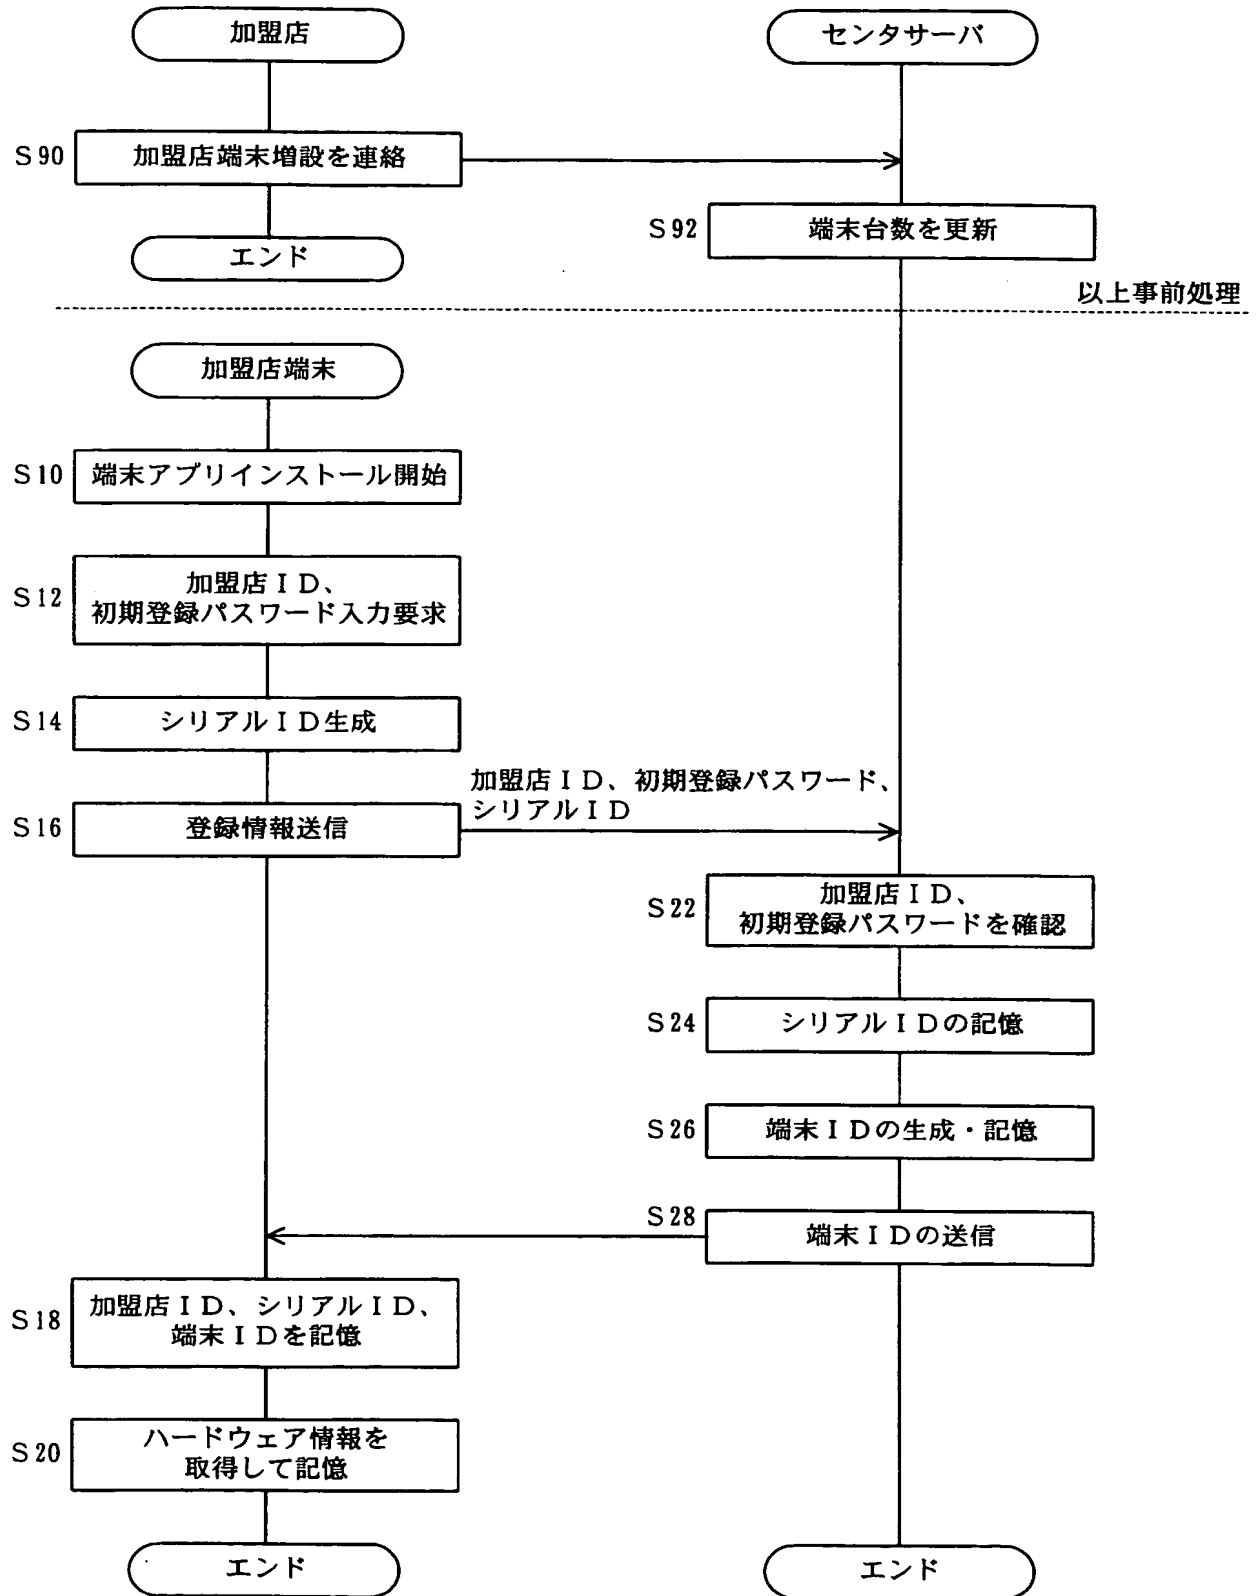 加盟店
センタサーバ
S90
加盟店端末増設を連絡
S92
端末台数を更新
エンド
以上事前処理
加盟店端末
S10
端末アプリインストール開始
S12
加盟店ID、
初期登録パスワード入力要求
S14
シリアルID生成
加盟店ID、初期登録パスワード、
シリアルID
S16
登録情報送信
S22
加盟店ID、
初期登録パスワードを確認
S24
シリアルIDの記憶
S26
端末IDの生成・記憶
S28
端末IDの送信
S18
加盟店ID、シリアルID、
端末IDを記憶
S20
ハードウェア情報を
取得して記憶
エンド
エンド